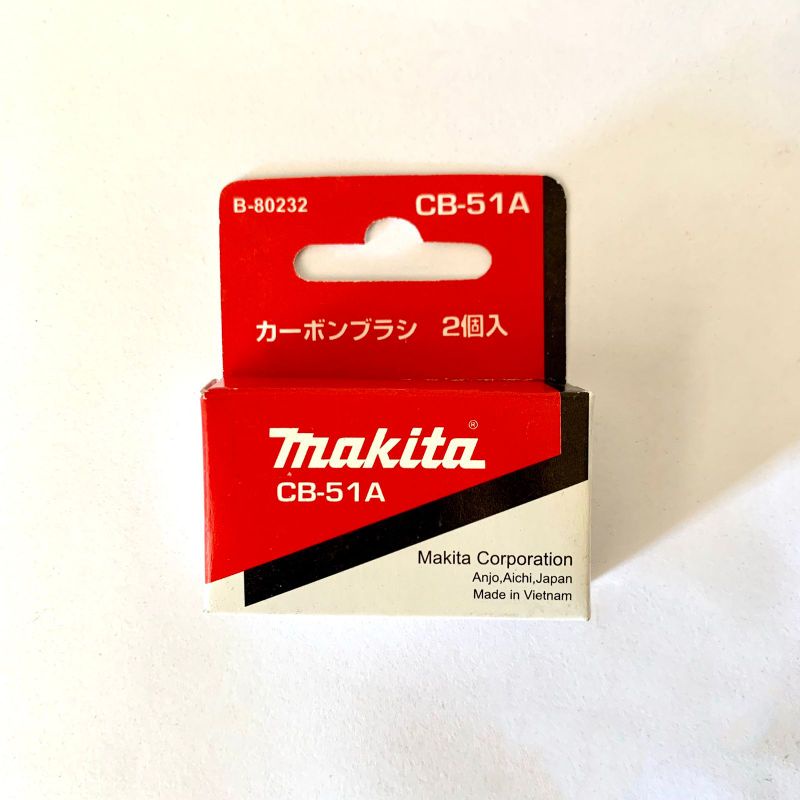 B-80232 CB-51A
カーボンブラシ 2個入
makita®
CB-51A
Makita Corporation
Anjo,Aichi,Japan
Made in Vietnam